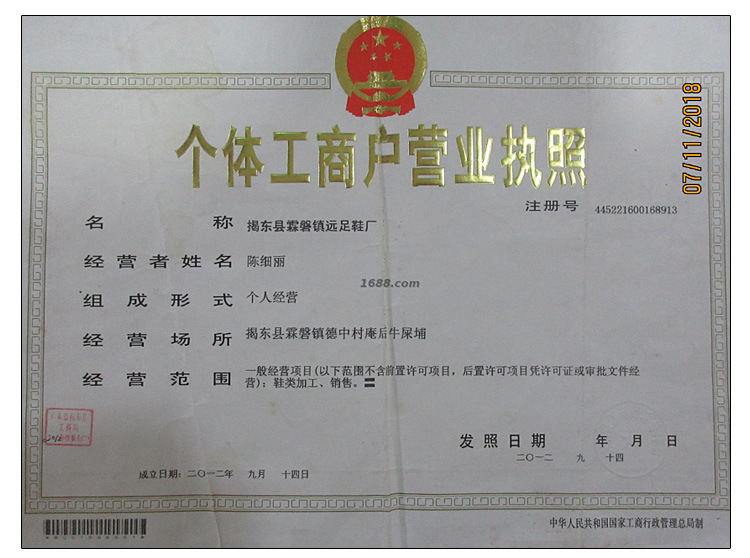 07/11/2018
个体工商户营业执照
注册号 445221600168913
名称 揭东县霖磐镇远足鞋厂
经营者姓名 陈细丽
1688.com
组成形式 个人经营
经营场所 揭东县霖磐镇德中村庵后牛屎埔
经营范围 一般经营项目(以下范围不含前置许可项目，后置许可项目凭许可证或审批文件经
营)：鞋类加工、销售。
发照日期 年 月 日
二〇一二 九 十四
成立日期：二〇一二年 九月 十四日
中华人民共和国国家工商行政管理总局制